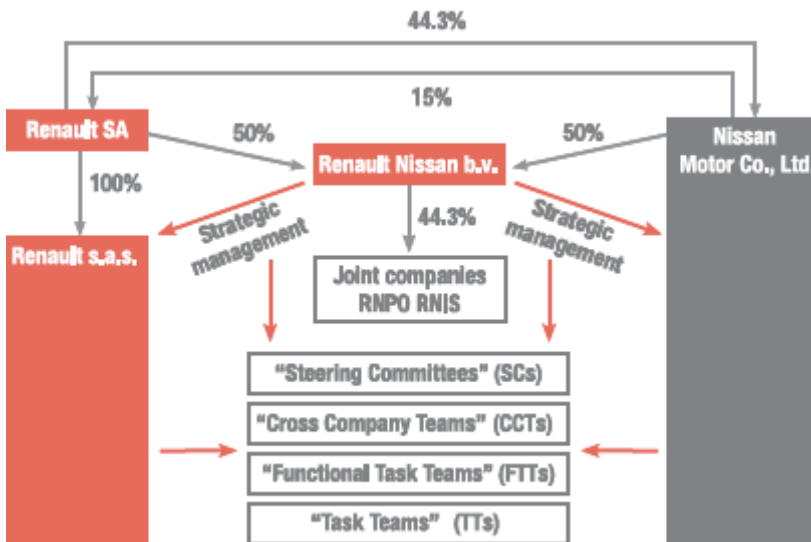 44.3%
15%
Renault SA
50%
50%
Nissan
Motor Co., Ltd
Renault Nissan b.v.
100%
44.3%
Strategic
management
Strategic
management
Renault s.a.s.
Joint companies
RNPO RNIS
“Steering Committees” (SCs)
“Cross Company Teams” (CCTs)
“Functional Task Teams” (FTTs)
“Task Teams” (TTs)